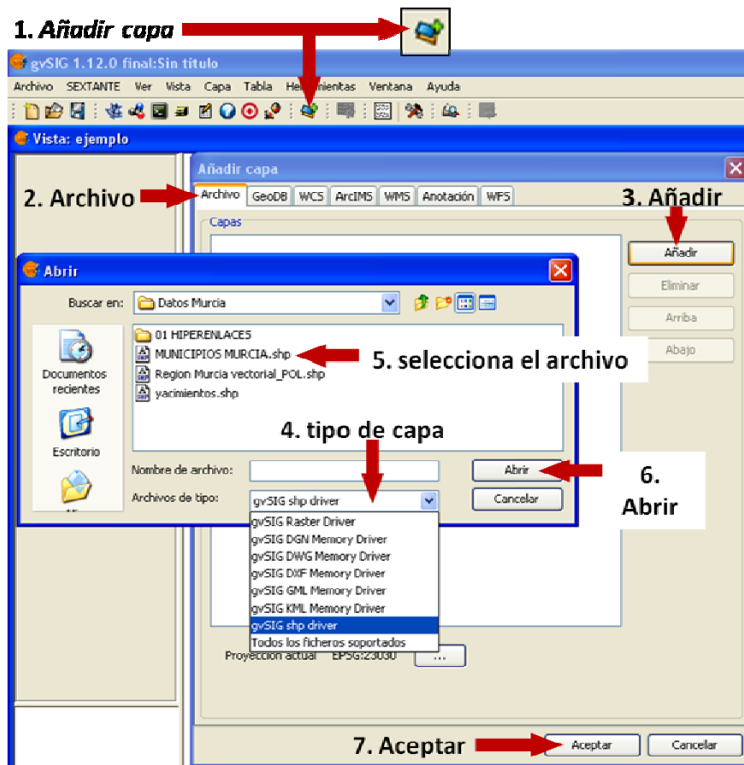 1. Añadir capa
gvSIG 1.12.0 final:Sin título
Archivo SEXTANTE Ver Vista Capa Tabla Herramientas Ventana Ayuda
Vista: ejemplo
Añadir capa
2. Archivo
Archivo GeoDB WCS ArcIMS WMS Anotación WFS
3. Añadir
Capas
Añadir
Eliminar
Arriba
Abajo
Abrir
Buscar en: Datos Murcia
01 HIPERENLACES
MUNICIPIOS MURCIA.shp
Region Murcia vectorial_POL.shp
yacimientos.shp
5. selecciona el archivo
Documentos
recientes
Escritorio
4. tipo de capa
Nombre de archivo:
Abrir
6.
Abrir
Archivos de tipo: gvSIG shp driver
Cancelar
gvSIG Raster Driver
gvSIG DGN Memory Driver
gvSIG DWG Memory Driver
gvSIG DXF Memory Driver
gvSIG GML Memory Driver
gvSIG KML Memory Driver
gvSIG shp driver
Todos los ficheros soportados
Proyección actual EPSG:23030 ...
7. Aceptar
Aceptar Cancelar